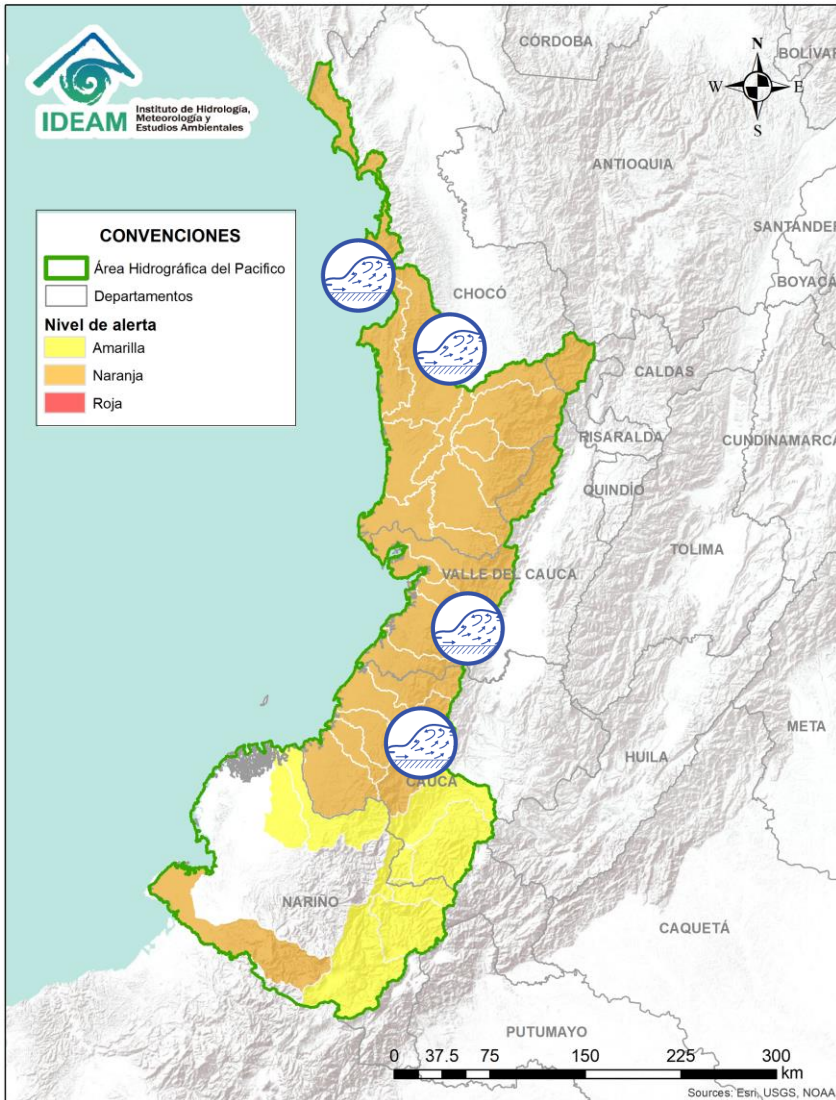 IDEAM
Instituto de Hidrología,
Meteorología y
Estudios Ambientales
CÓRDOBA
BOLÍVAR
N
W
E
S
ANTIOQUIA
SANTANDER
BOYACÁ
CONVENCIONES
Área Hidrográfica del Pacifico
Departamentos
Nivel de alerta
Amarilla
Naranja
Roja
CHOCÓ
CALDAS
RISARALDA
CUNDINAMARCA
QUINDÍO
TOLIMA
VALLE DEL CAUCA
META
HUILA
CAUCA
NARIÑO
CAQUETÁ
PUTUMAYO
0 37.5 75 150 225 300
km
Sources: Esri, USGS, NOAA